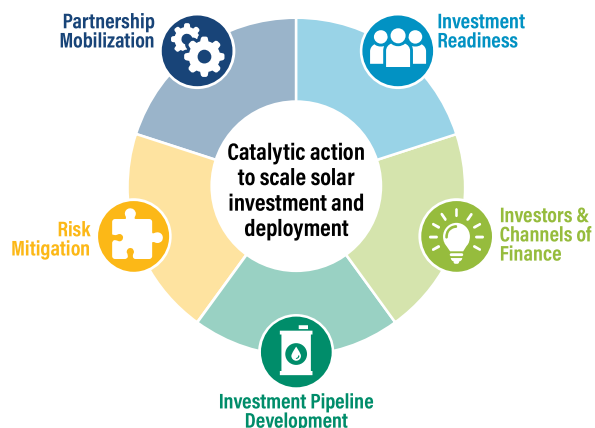 Partnership
Mobilization
Investment
Readiness
Catalytic action
to scale solar
investment and
deployment
Risk
Mitigation
Investors &
Channels of
Finance
Investment Pipeline
Development